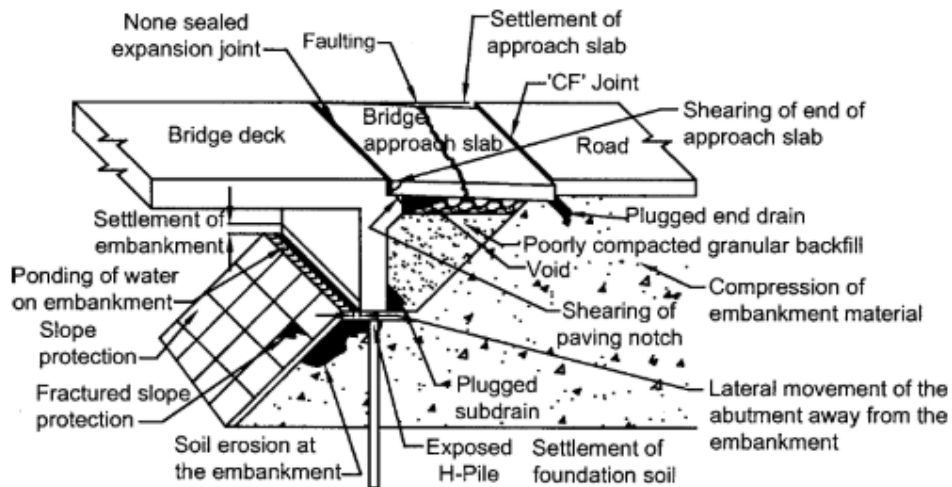 None sealed
expansion joint
Faulting
Settlement of
approach slab
'CF' Joint
Shearing of end of
approach slab
Bridge deck
Bridge
approach slab
Road
Settlement of
embankment
Plugged end drain
Poorly compacted granular backfill
Void
Ponding of water
on embankment
Compression of
embankment material
Slope
protection
Shearing of
paving notch
Fractured slope
protection
Plugged
subdrain
Lateral movement of the
abutment away from the
embankment
Soil erosion at
the embankment
Exposed
H-Pile
Settlement of
foundation soil